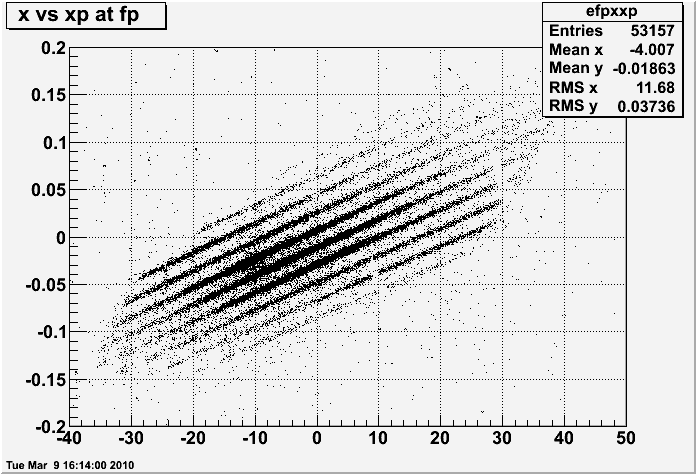 x vs xp at fp
efpxxp
Entries 53157
Mean x -4.007
Mean y -0.01863
RMS x 11.68
RMS y 0.03736
0.2
0.15
0.1
0.05
0
-0.05
-0.1
-0.15
-0.2
-40 -30 -20 -10 0 10 20 30 40 50
Tue Mar 9 16:14:00 2010